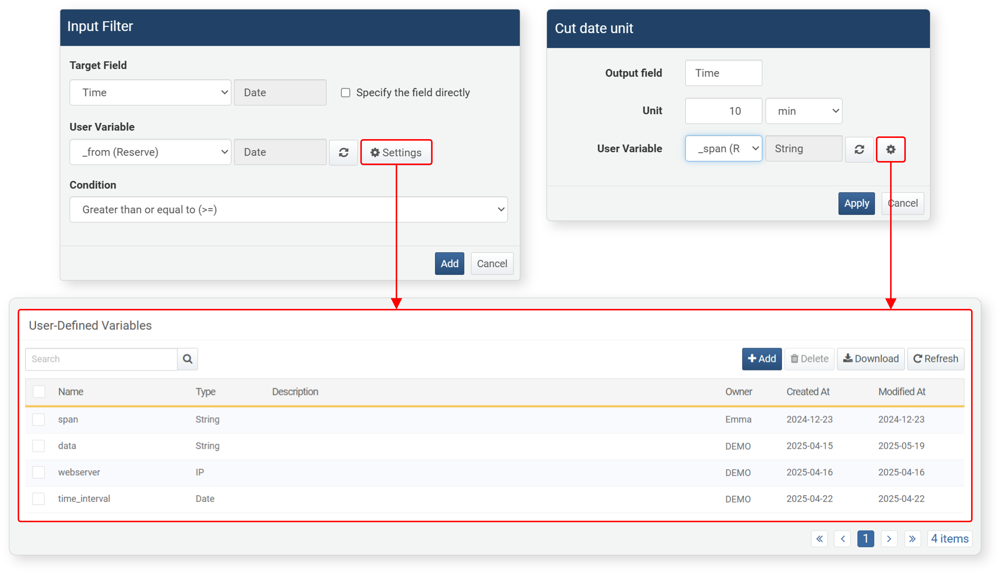 Input Filter
Target Field
Time Date Specify the field directly
User Variable
_from (Reserve) Date Settings
Condition
Greater than or equal to (>=)
Add Cancel
Cut date unit
Output field Time
Unit 10 min
User Variable _span (R String
Apply Cancel
User-Defined Variables
Search + Add Delete Download Refresh
Name Type Description Owner Created At Modified At
span String Emma 2024-12-23 2024-12-23
data String DEMO 2025-04-15 2025-05-19
webserver IP DEMO 2025-04-16 2025-04-16
time_interval Date DEMO 2025-04-22 2025-04-22
« ‹ 1 › » 4 items